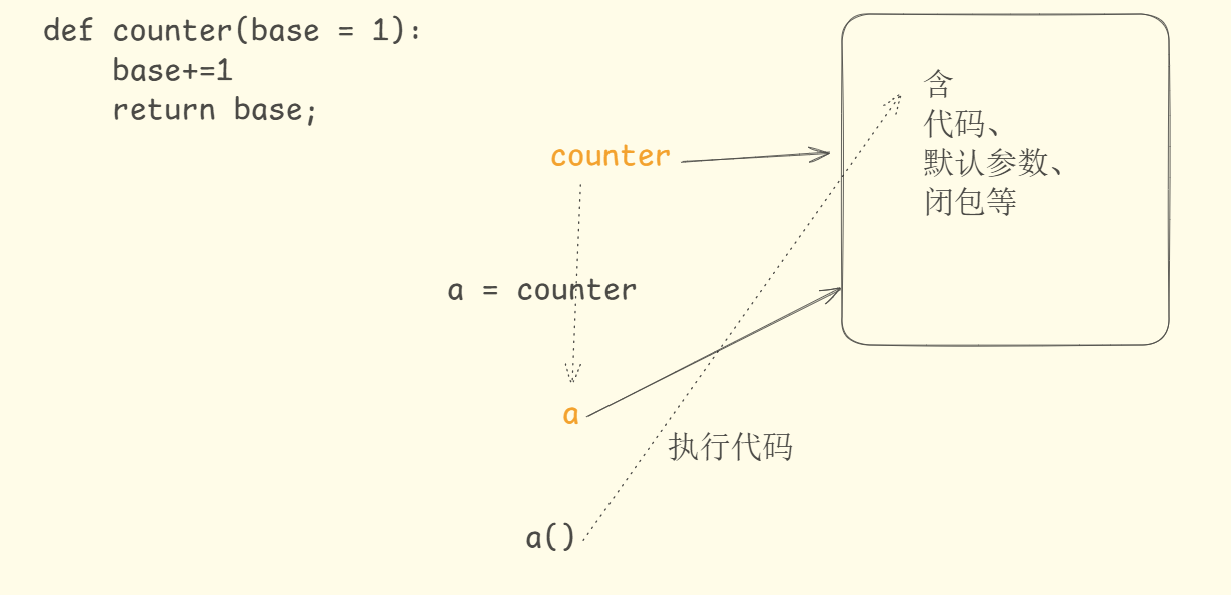 def counter(base = 1):
    base+=1
    return base;
counter
含
代码、
默认参数、
闭包等
a = counter
a
执行代码
a()